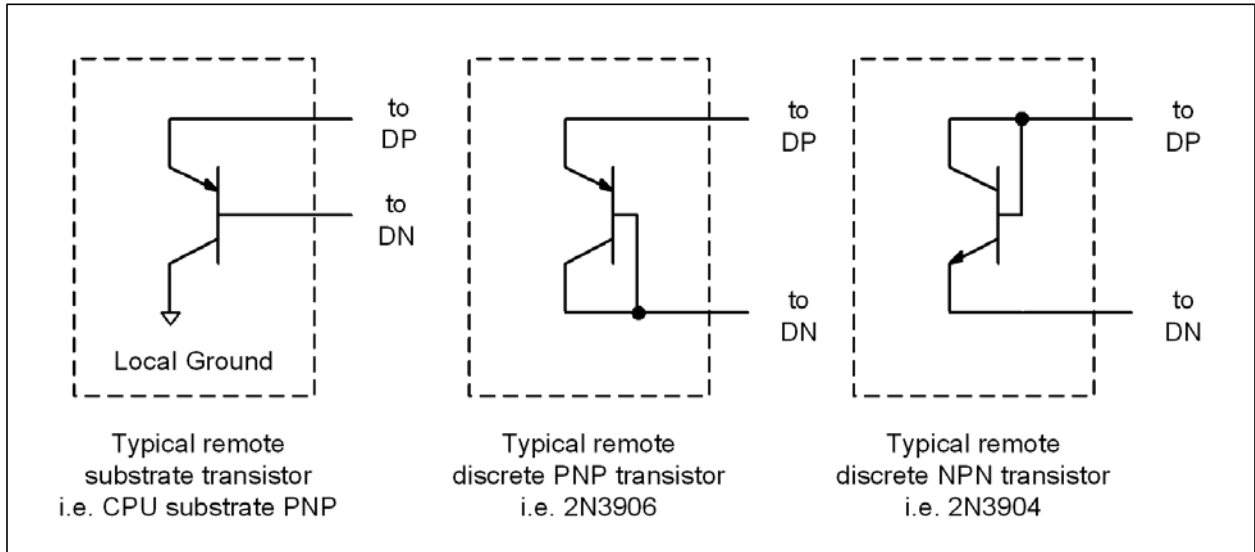 to
DP
to
DN
Local Ground
Typical remote
substrate transistor
i.e. CPU substrate PNP
to
DP
to
DN
Typical remote
discrete PNP transistor
i.e. 2N3906
to
DP
to
DN
Typical remote
discrete NPN transistor
i.e. 2N3904